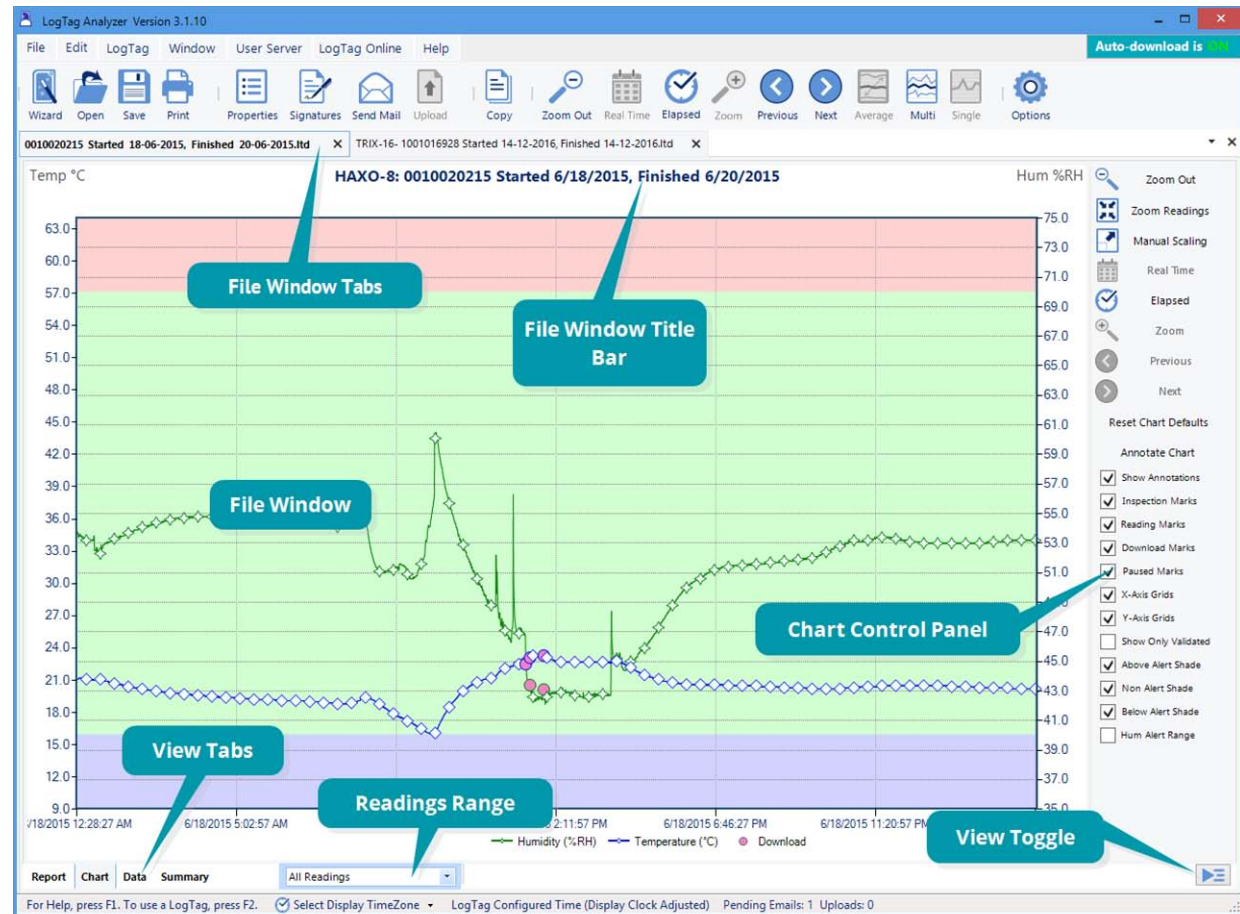 LogTag Analyzer Version 3.1.10
File Edit LogTag Window User Server LogTag Online Help
Auto-download is ON
Wizard Open Save Print Properties Signatures Send Mail Upload Copy Zoom Out Real Time Elapsed Zoom Previous Next Average Multi Single Options
0010020215 Started 18-06-2015, Finished 20-06-2015.ltd X TRIX-16- 1001016928 Started 14-12-2016, Finished 14-12-2016.ltd X
Temp °C
HAXO-8: 0010020215 Started 6/18/2015, Finished 6/20/2015
Hum %RH
63.0
60.0
57.0
54.0
51.0
48.0
45.0
42.0
39.0
36.0
33.0
30.0
27.0
24.0
21.0
18.0
15.0
12.0
9.0
File Window Tabs
File Window Title
Bar
File Window
Chart Control Panel
View Tabs
Readings Range
View Toggle
75.0
73.0
71.0
69.0
67.0
65.0
63.0
61.0
59.0
57.0
55.0
53.0
51.0
47.0
45.0
43.0
41.0
39.0
37.0
35.0
/18/2015 12:28:27 AM
6/18/2015 5:02:57 AM
2:11:57 PM
6/18/2015 6:46:27 PM
6/18/2015 11:20:57 PM
Humidity (%RH) Temperature (°C) Download
Zoom Out
Zoom Readings
Manual Scaling
Real Time
Elapsed
Zoom
Previous
Next
Reset Chart Defaults
Annotate Chart
Show Annotations
Inspection Marks
Reading Marks
Download Marks
Paused Marks
X-Axis Grids
Y-Axis Grids
Show Only Validated
Above Alert Shade
Non Alert Shade
Below Alert Shade
Hum Alert Range
Report Chart Data Summary
All Readings
For Help, press F1. To use a LogTag, press F2. Select Display TimeZone LogTag Configured Time (Display Clock Adjusted) Pending Emails: 1 Uploads: 0